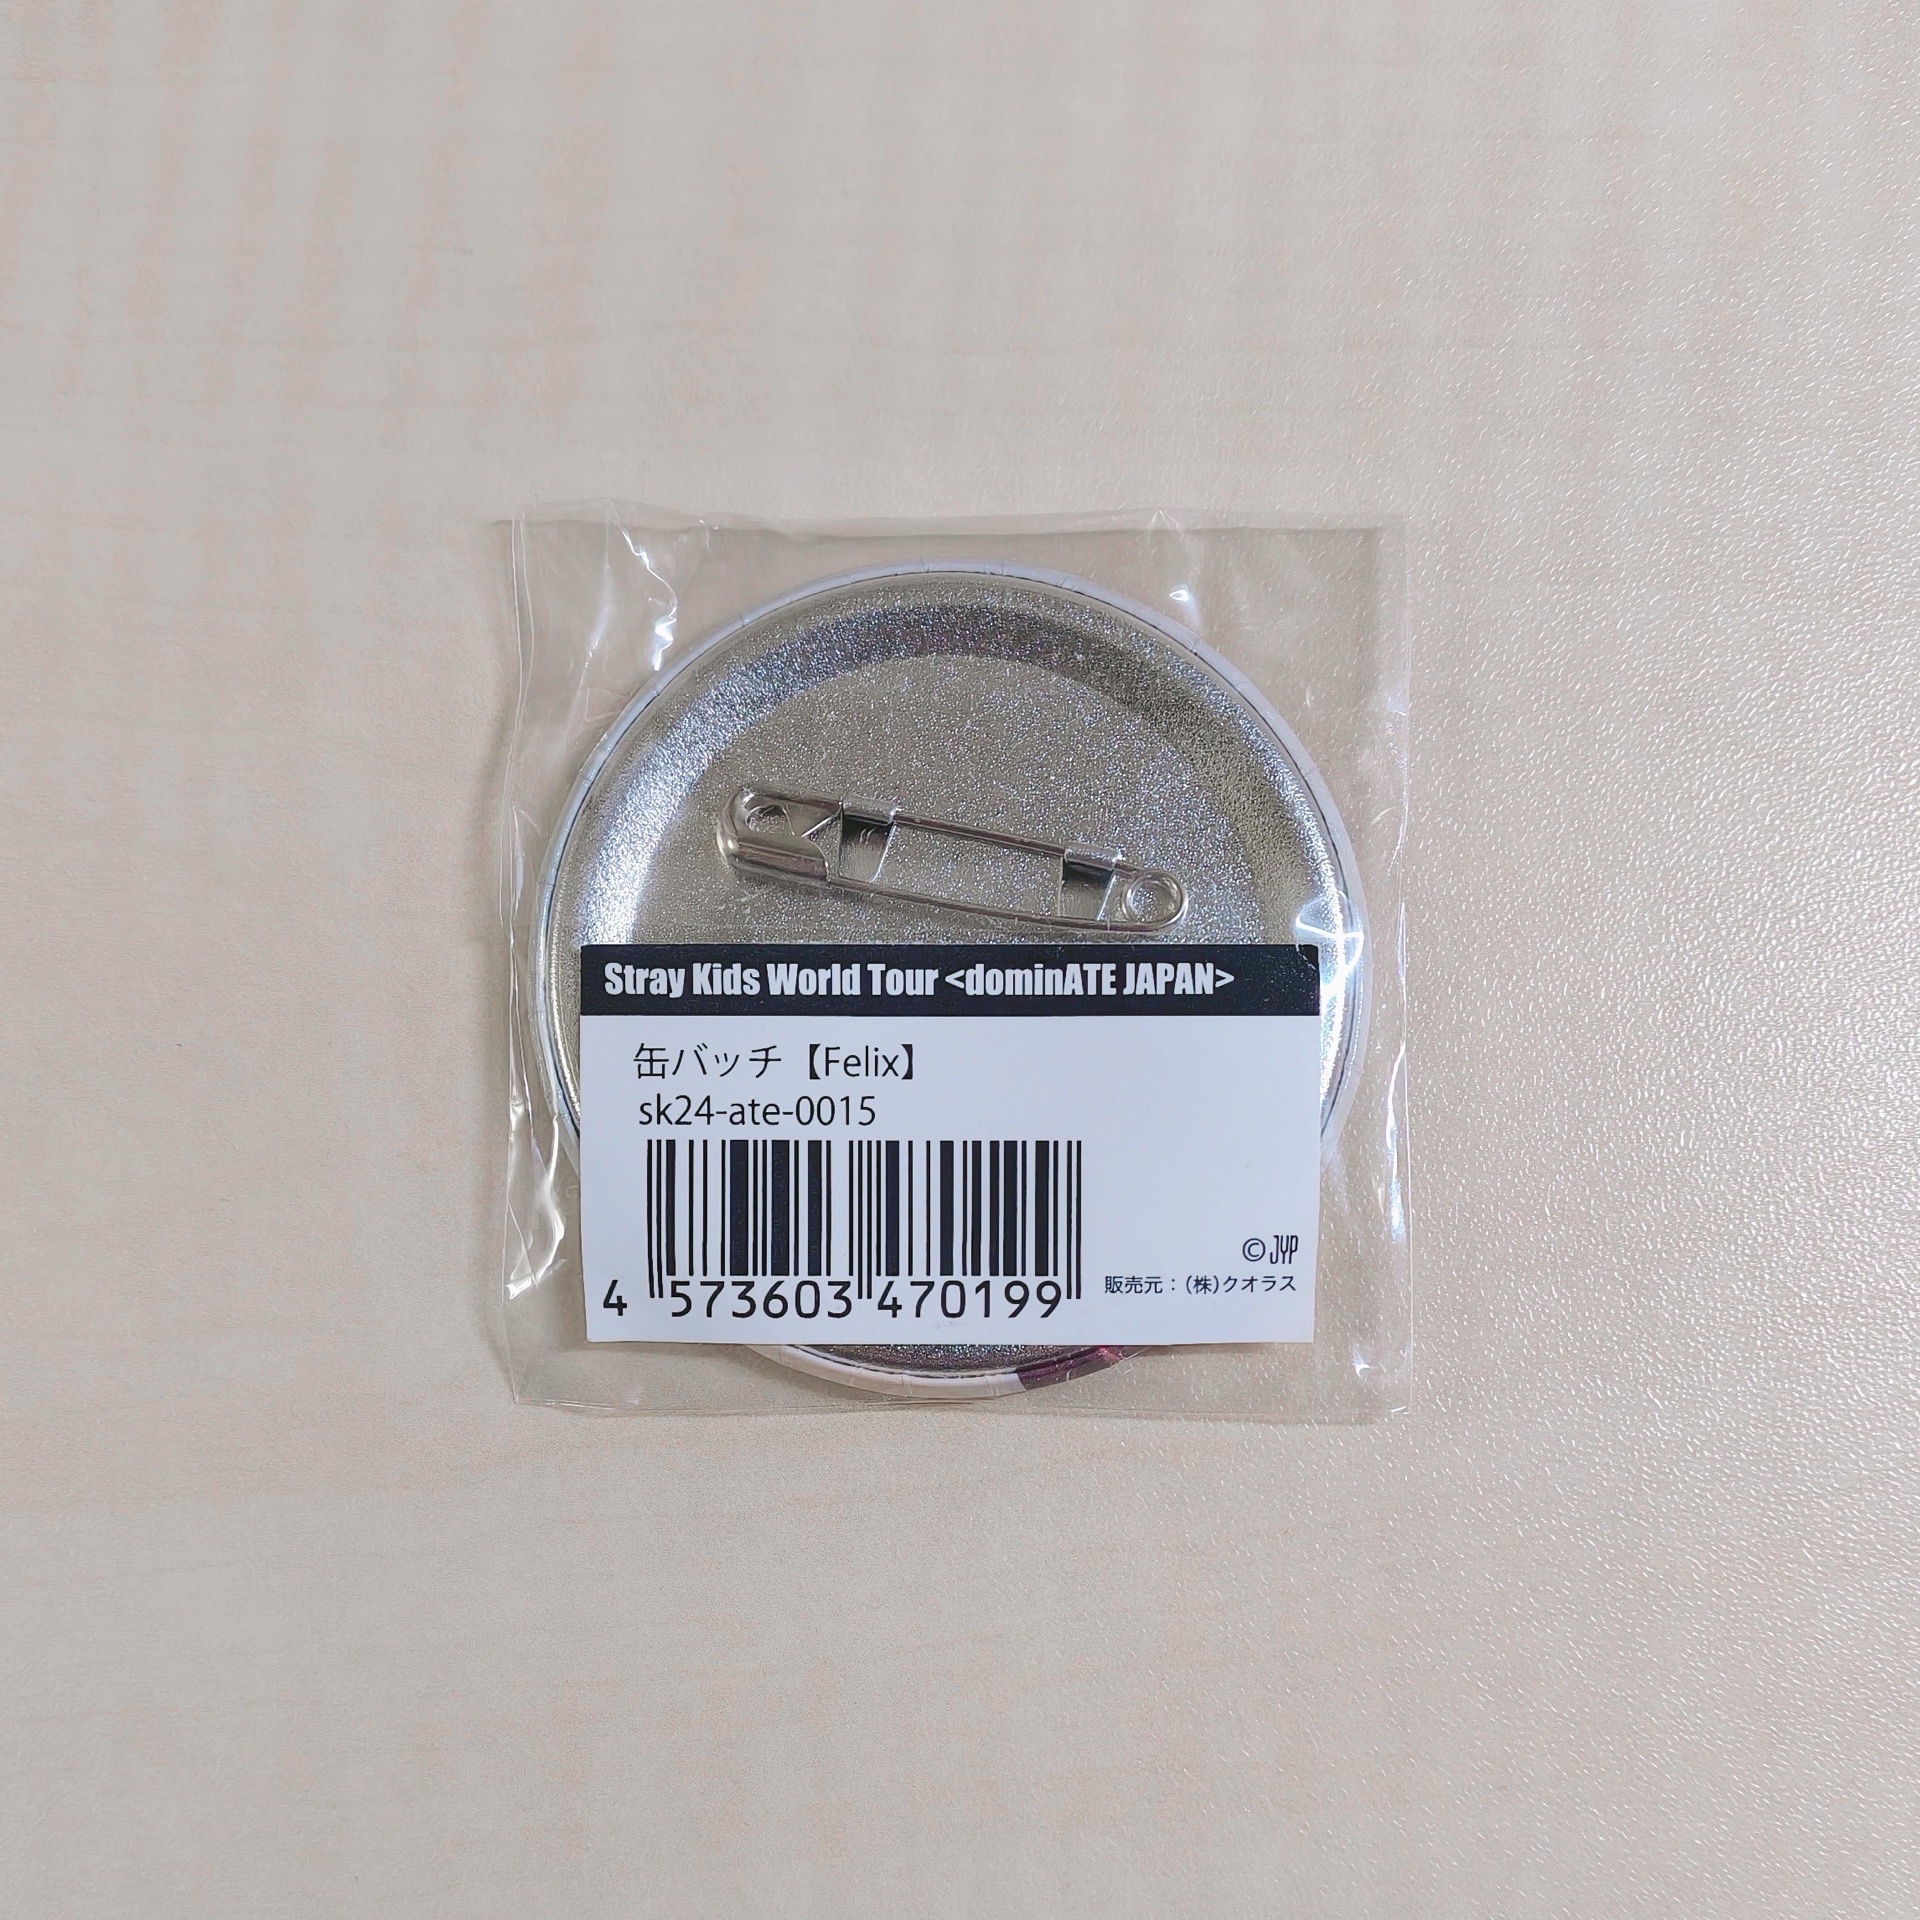 Stray Kids World Tour <dominATE JAPAN>
缶バッチ【Felix】
sk24-ate-0015
4 573603 470199
©JYP
販売元：(株)クオラス